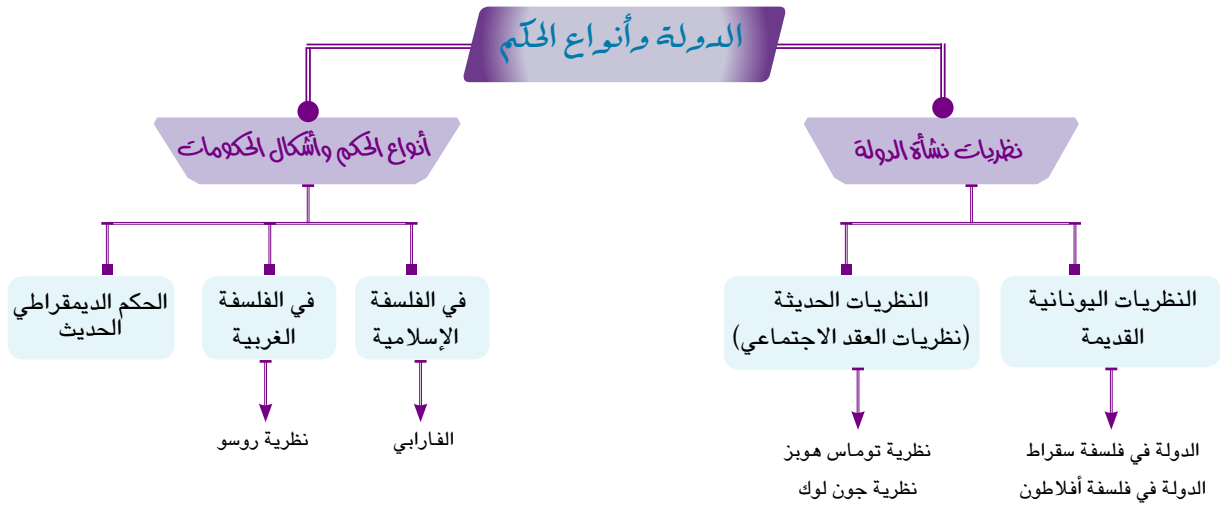 الدولة وأنواع الحكم
نظريات نشأة الدولة
النظريات اليونانية
القديمة
الدولة في فلسفة سقراط
الدولة في فلسفة أفلاطون
النظريات الحديثة
(نظريات العقد الاجتماعي)
نظرية توماس هوبز
نظرية جون لوك
أنواع الحكم وأشكال الحكومات
في الفلسفة
الإسلامية
الفارابي
في الفلسفة
الغربية
نظرية روسو
الحكم الديمقراطي
الحديث